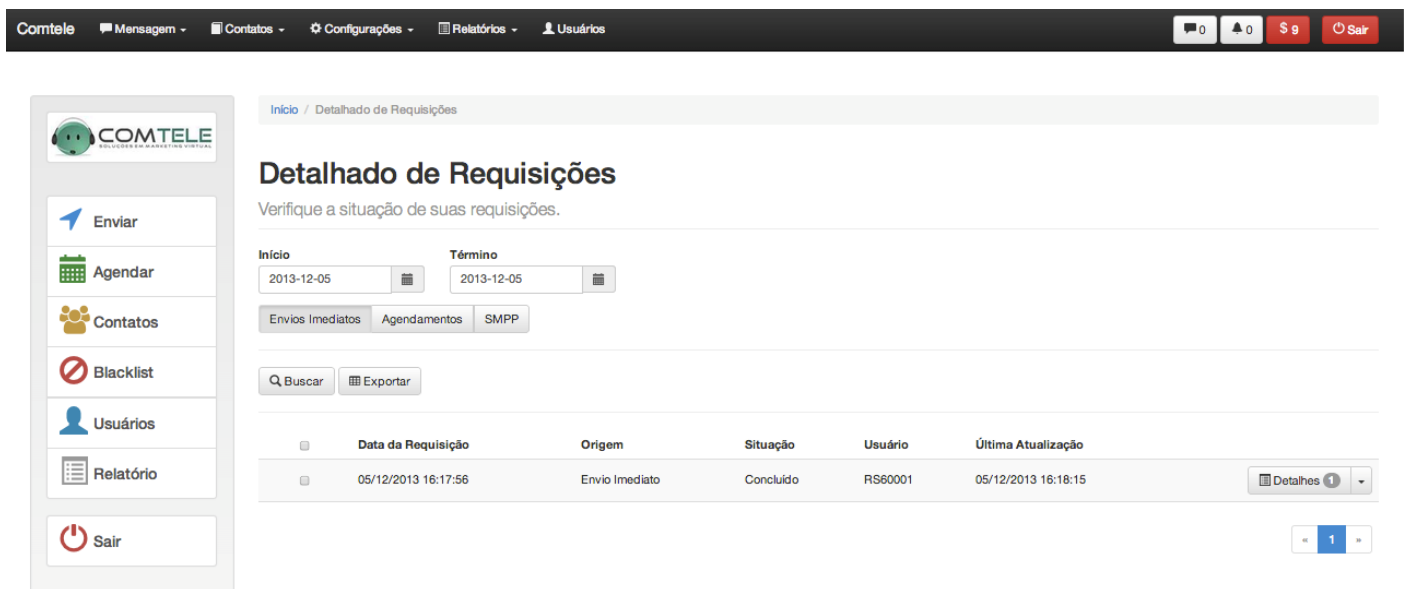 Comtele Mensagem Contatos Configurações Relatórios Usuários 0 0 $ 9 Sair
Início / Detalhado de Requisições
COMTELE
SOLUÇÕES EM MARKETING VIRTUAL
Detalhado de Requisições
Verifique a situação de suas requisições.
Enviar
Agendar
Contatos
Blacklist
Usuários
Relatório
Sair
Início Término
2013-12-05 2013-12-05
Envios Imediatos Agendamentos SMPP
Buscar Exportar
Data da Requisição Origem Situação Usuário Última Atualização
05/12/2013 16:17:56 Envio Imediato Concluído RS60001 05/12/2013 16:18:15 Detalhes 1
« 1 »